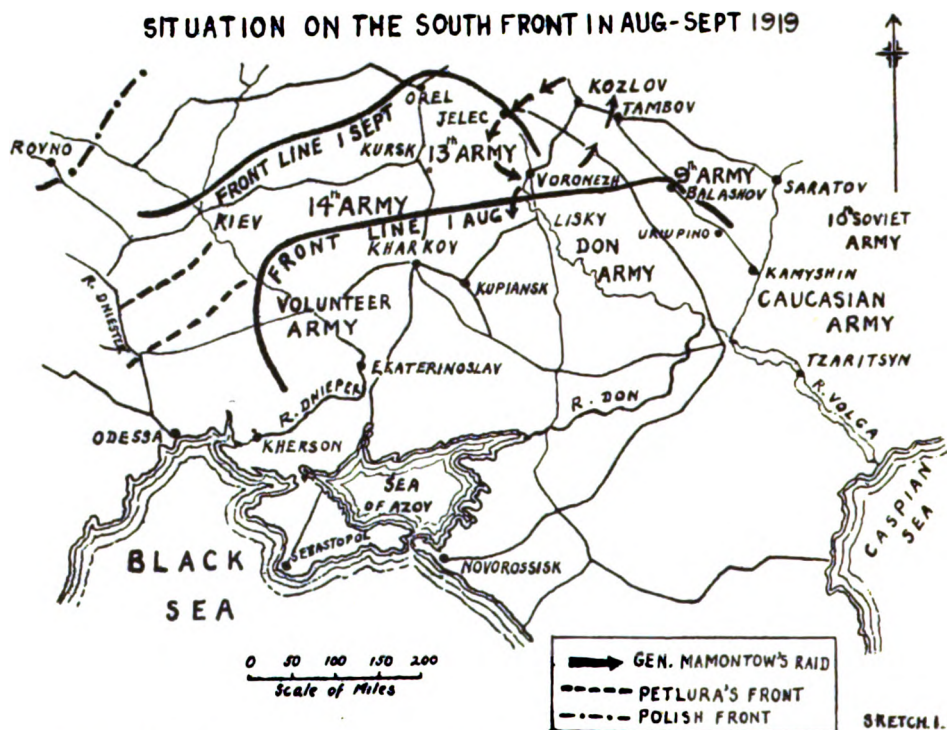 SITUATION ON THE SOUTH FRONT IN AUG-SEPT 1919
KOZLOV
TAMBOV
OREL
JELEC
ROVNO
FRONT LINE 1 SEPT
KURSK
13th ARMY
VORONEZH
9th ARMY
BALASHOV
SARATOV
KIEV
14th ARMY
FRONT LINE 1 AUG
LISKY
URIUPINO
10th SOVIET
ARMY
KHARKOV
DON
ARMY
KAMYSHIN
R. DNIESTER
VOLUNTEER
ARMY
KUPIANSK
CAUCASIAN
ARMY
EKATERINOSLAV
TZARITSYN
R. DNIEPER
R. DON
R. VOLGA
ODESSA
KHERSON
SEA
OF AZOV
CASPIAN
SEA
BLACK
SEA
SEBASTOPOL
NOVOROSSISK
0 50 100 150 200
Scale of Miles
GEN. MAMONTOW'S RAID
PETLURA'S FRONT
POLISH FRONT
SKETCH.1.